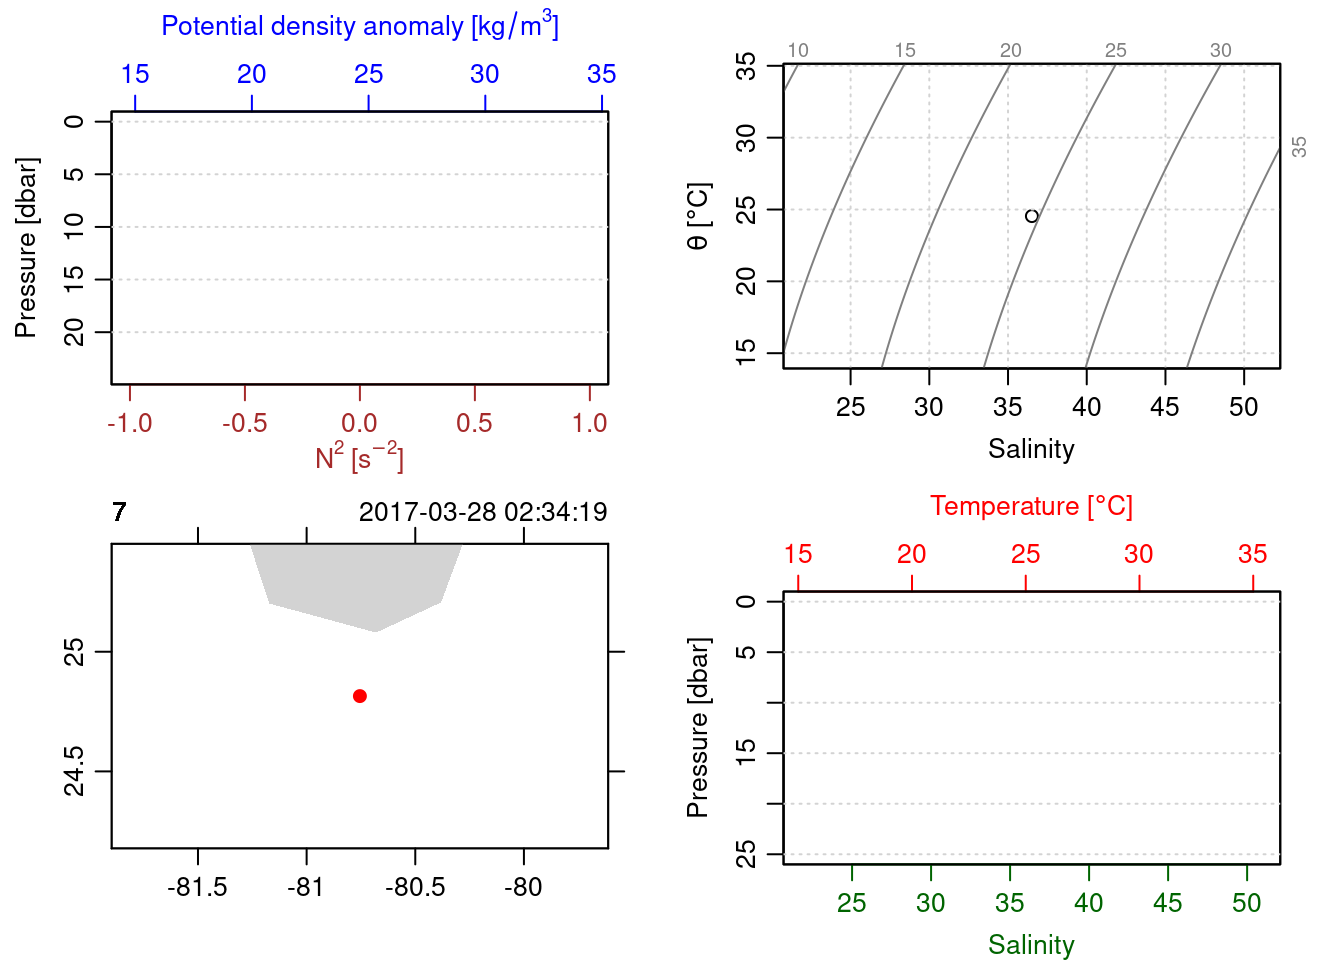 Potential density anomaly [kg/m³]
15 20 25 30 35
Pressure [dbar]
0
5
10
15
20
-1.0 -0.5 0.0 0.5 1.0
N² [s⁻²]
10 15 20 25 30
35
θ [°C]
35
30
25
20
15
25 30 35 40 45 50
Salinity
7 2017-03-28 02:34:19
25
24.5
-81.5 -81 -80.5 -80
Temperature [°C]
15 20 25 30 35
Pressure [dbar]
0
5
15
25
25 30 35 40 45 50
Salinity